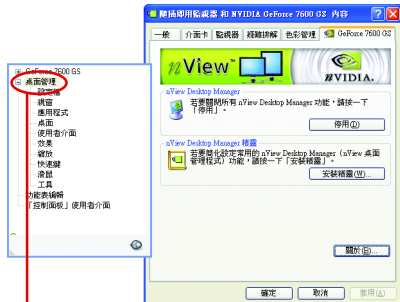 隨插即用監視器 和 NVIDIA GeForce 7600 GS 內容
一般
介面卡
監視器
疑難排解
色彩管理
GeForce 7600 GS
nView™
NVIDIA.
nView Desktop Manager
若要關閉所有 nView Desktop Manager 功能，請按一下
「停用」。
停用(D)
nView Desktop Manager 精靈
若要簡化設定常用的 nView Desktop Manager（nView 桌面
管理程式）功能，請按一下「安裝精靈」。
安裝精靈(W)...
關於(B)...
確定
取消
套用(A)
GeForce 7600 GS
桌面管理
設定檔
視窗
應用程式
桌面
使用者介面
效果
縮放
快速鍵
滑鼠
工具
功能表編輯
「控制面板」使用者介面